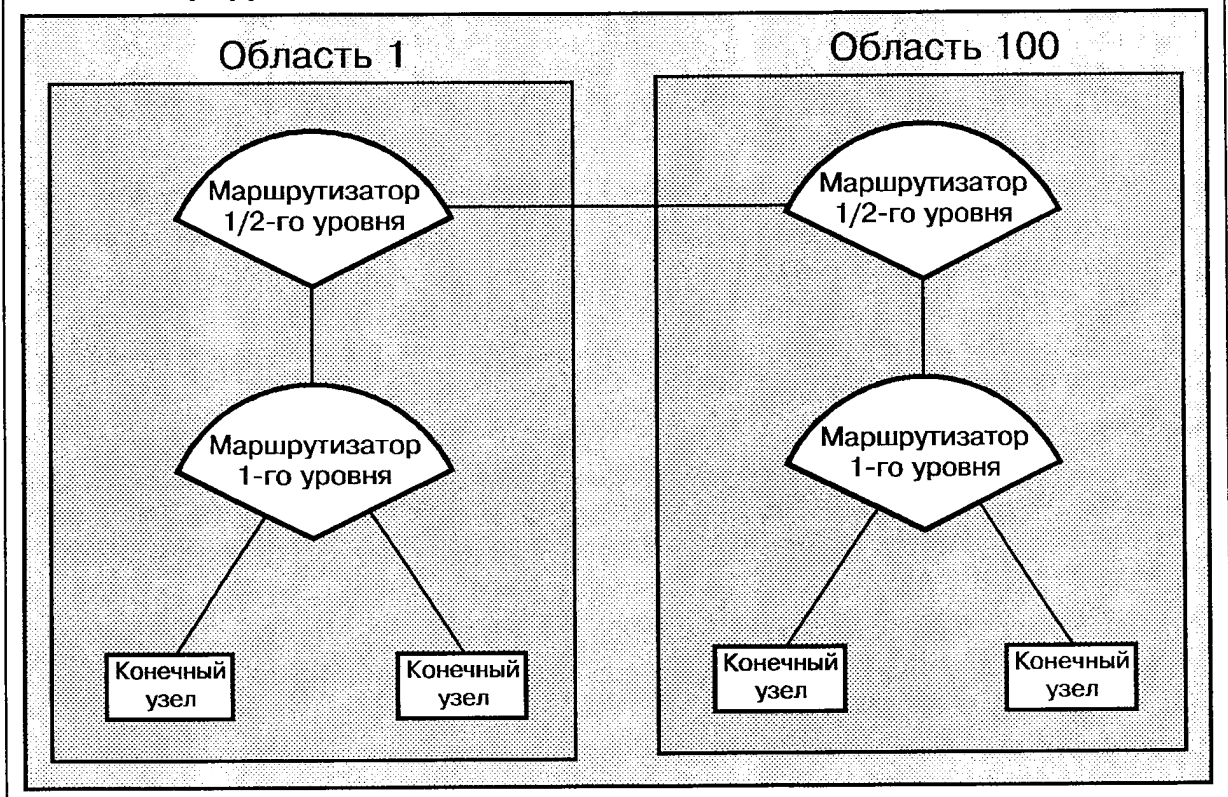 Область 1
Маршрутизатор
1/2-го уровня
Маршрутизатор
1-го уровня
Конечный
узел
Конечный
узел
Область 100
Маршрутизатор
1/2-го уровня
Маршрутизатор
1-го уровня
Конечный
узел
Конечный
узел